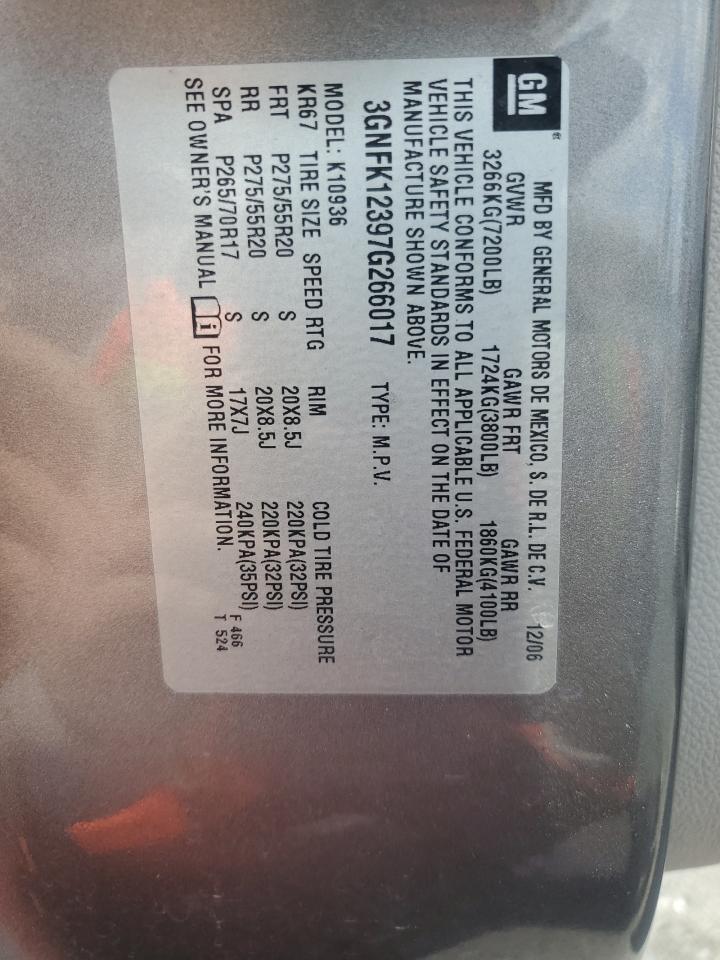 GM
MFD BY GENERAL MOTORS DE MEXICO, S. DE R.L. DE C.V. 12/06
GVWR GAWR FRT GAWR RR
3266KG(7200LB) 1724KG(3800LB) 1860KG(4100LB)
THIS VEHICLE CONFORMS TO ALL APPLICABLE U.S. FEDERAL MOTOR
VEHICLE SAFETY STANDARDS IN EFFECT ON THE DATE OF
MANUFACTURE SHOWN ABOVE.
3GNFK12397G266017 TYPE: M.P.V.
MODEL: K10936
KR67 TIRE SIZE SPEED RTG RIM COLD TIRE PRESSURE
FRT P275/55R20 S 20X8.5J 220KPA(32PSI)
RR P275/55R20 S 20X8.5J 220KPA(32PSI)
SPA P265/70R17 S 17X7J 240KPA(35PSI)
SEE OWNER'S MANUAL i FOR MORE INFORMATION.
F 466
T 524